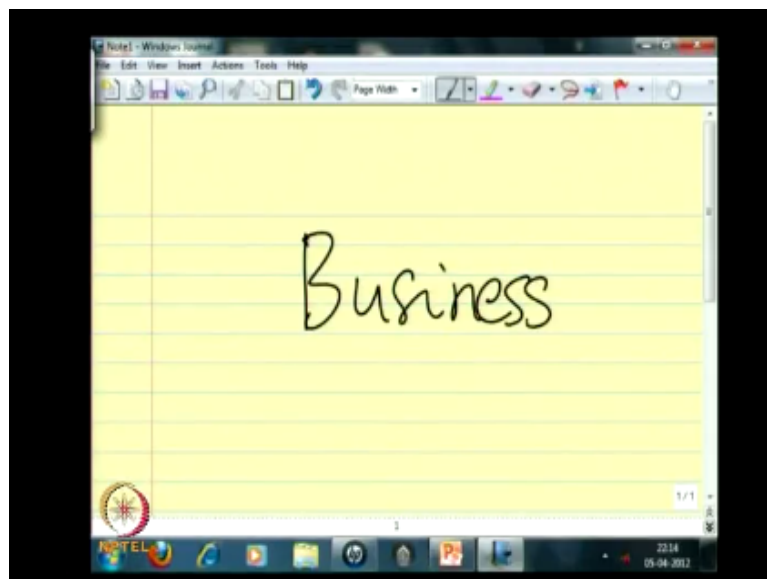 Note1 - Windows Journal
File Edit View Insert Actions Tools Help
Page Width
Business
1/1
1
NPTEL
22:14
05-04-2012